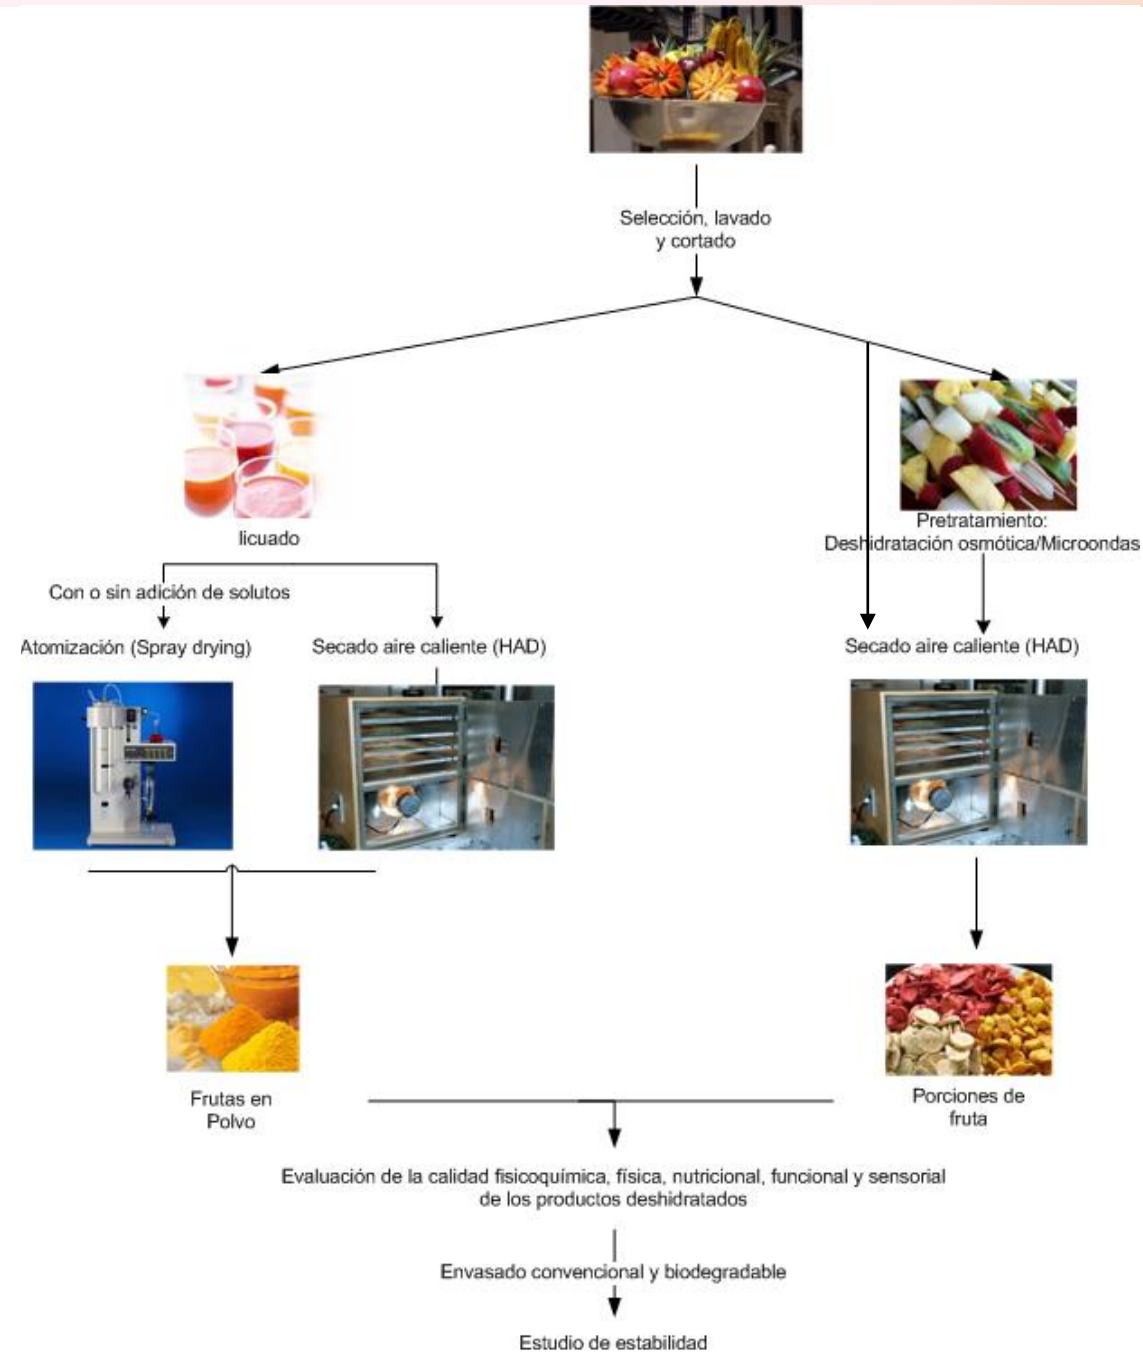 Selección, lavado
y cortado
licuado
Pretratamiento:
Deshidratación osmótica/Microondas
Con o sin adición de solutos
Atomización (Spray drying)
Secado aire caliente (HAD)
Secado aire caliente (HAD)
Frutas en
Polvo
Porciones de
fruta
Evaluación de la calidad fisicoquímica, física, nutricional, funcional y sensorial
de los productos deshidratados
Envasado convencional y biodegradable
Estudio de estabilidad